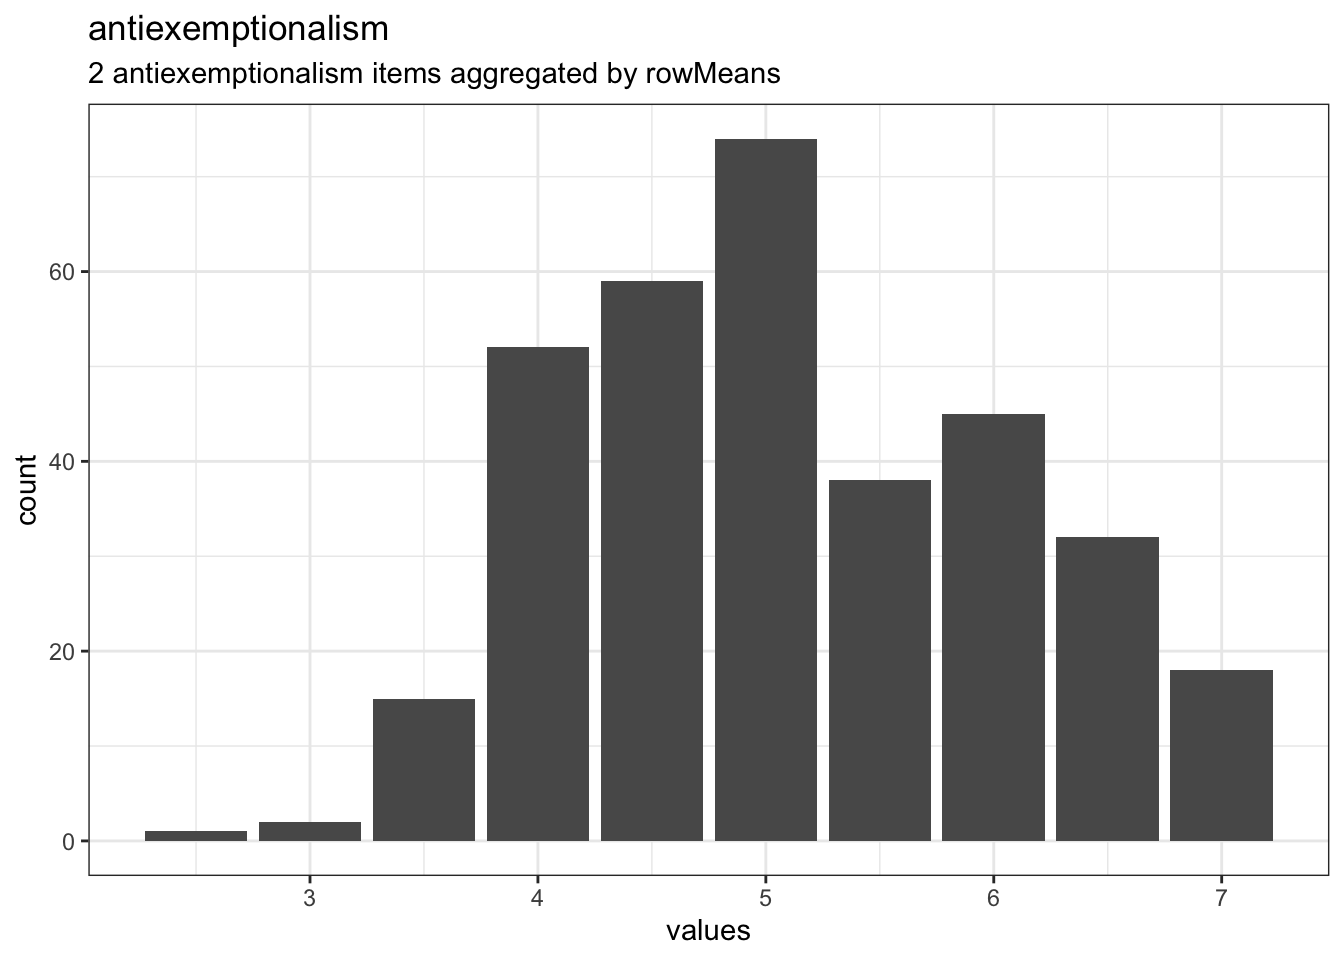 antiexemptionalism
2 antiexemptionalism items aggregated by rowMeans
60
40
20
0
count
3 4 5 6 7
values